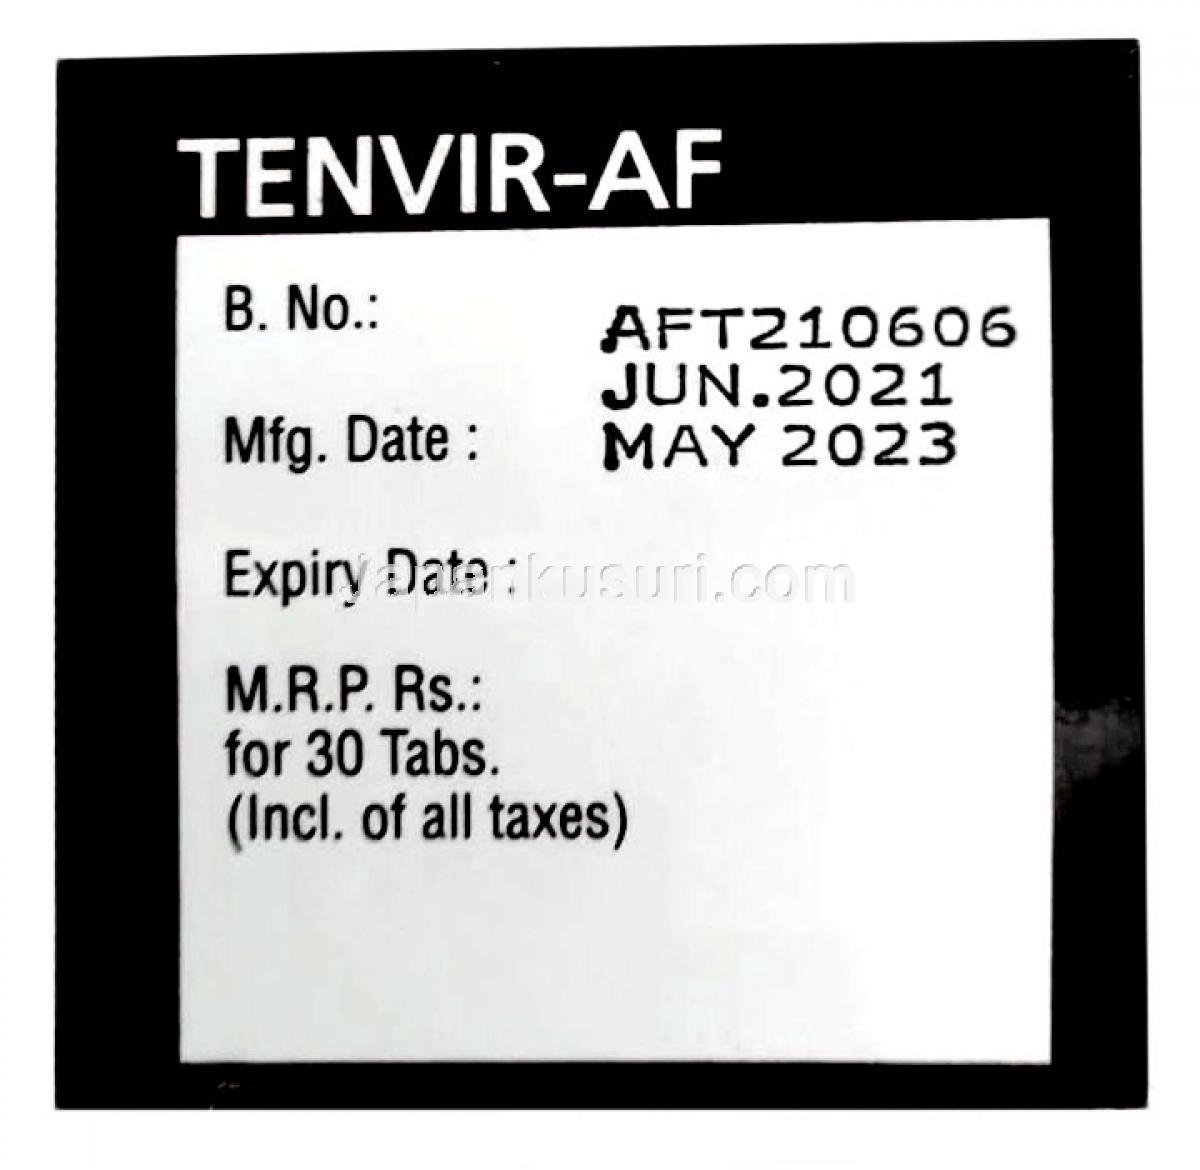 TENVIR-AF
B. No.:
AFT210606
JUN.2021
Mfg. Date :
MAY 2023
Expiry Date :
Japankusuri.com
M.R.P. Rs.:
for 30 Tabs.
(Incl. of all taxes)